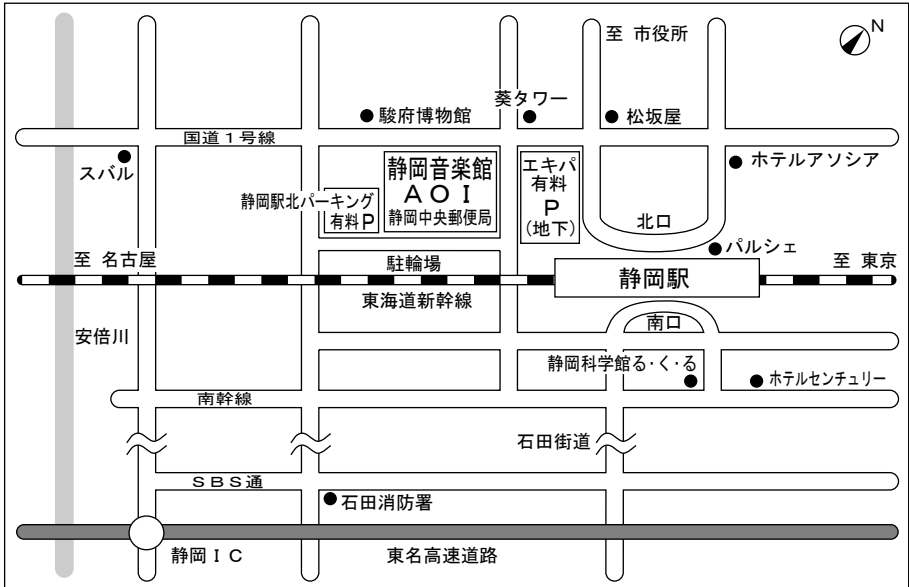 N
至 市役所
葵タワー
駿府博物館
松坂屋
国道1号線
スバル
静岡音楽館
AOI
静岡中央郵便局
エキパ
有料
P
(地下)
ホテルアソシア
静岡駅北パーキング
有料P
北口
パルシェ
至 名古屋
駐輪場
静岡駅
至 東京
東海道新幹線
南口
安倍川
静岡科学館る・く・る
ホテルセンチュリー
南幹線
石田街道
SBS通
石田消防署
静岡IC
東名高速道路